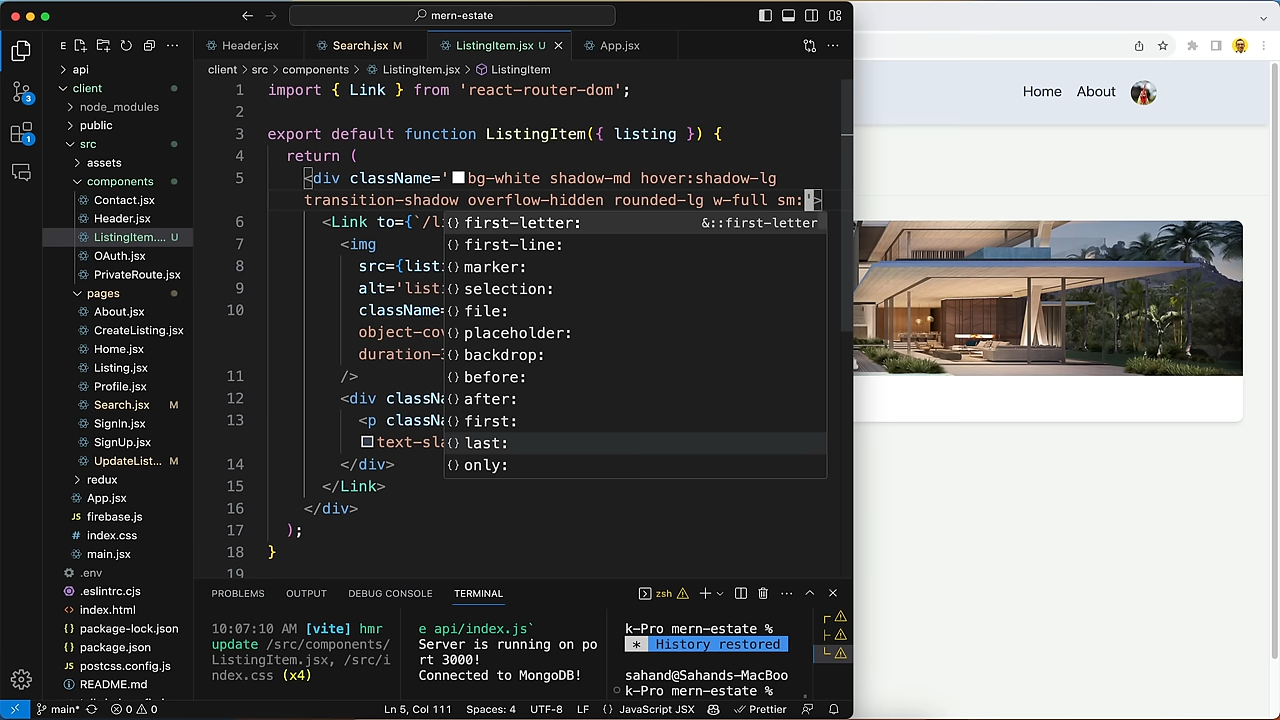 mern-estate
E
Header.jsx
Search.jsx M
ListingItem.jsx U
App.jsx
client > src > components > ListingItem.jsx > ListingItem
api
client
node_modules
public
src
assets
components
Contact.jsx
Header.jsx
ListingItem.... U
OAuth.jsx
PrivateRoute.jsx
pages
About.jsx
CreateListing.jsx
Home.jsx
Listing.jsx
Profile.jsx
Search.jsx M
SignIn.jsx
SignUp.jsx
UpdateList... M
redux
App.jsx
JS firebase.js
# index.css
main.jsx
.env
.eslintrc.cjs
<> index.html
{} package-lock.json
{} package.json
JS postcss.config.js
README.md
3
1
1 import { Link } from 'react-router-dom';
2
3 export default function ListingItem({ listing }) {
4 return (
5 <div className='bg-white shadow-md hover:shadow-lg
transition-shadow overflow-hidden rounded-lg w-full sm:'>
6 <Link to={`/li
7 <img
8 src={list
9 alt='list
10 className=
object-cov
duration-3
11 />
12 <div classNa
13 <p classNa
text-sla
14 </div>
15 </Link>
16 </div>
17 );
18 }
19
{} first-letter: &::first-letter
{} first-line:
{} marker:
{} selection:
{} file:
{} placeholder:
{} backdrop:
{} before:
{} after:
{} first:
{} last:
{} only:
PROBLEMS OUTPUT DEBUG CONSOLE TERMINAL
zsh
10:07:10 AM [vite] hmr
update /src/components/
ListingItem.jsx, /src/i
ndex.css (x4)
e api/index.js`
Server is running on po
rt 3000!
Connected to MongoDB!
k-Pro mern-estate %
* History restored
sahand@Sahands-MacBoo
k-Pro mern-estate %
main* 0 0 Ln 5, Col 111 Spaces: 4 UTF-8 LF {} JavaScript JSX Prettier
Home About